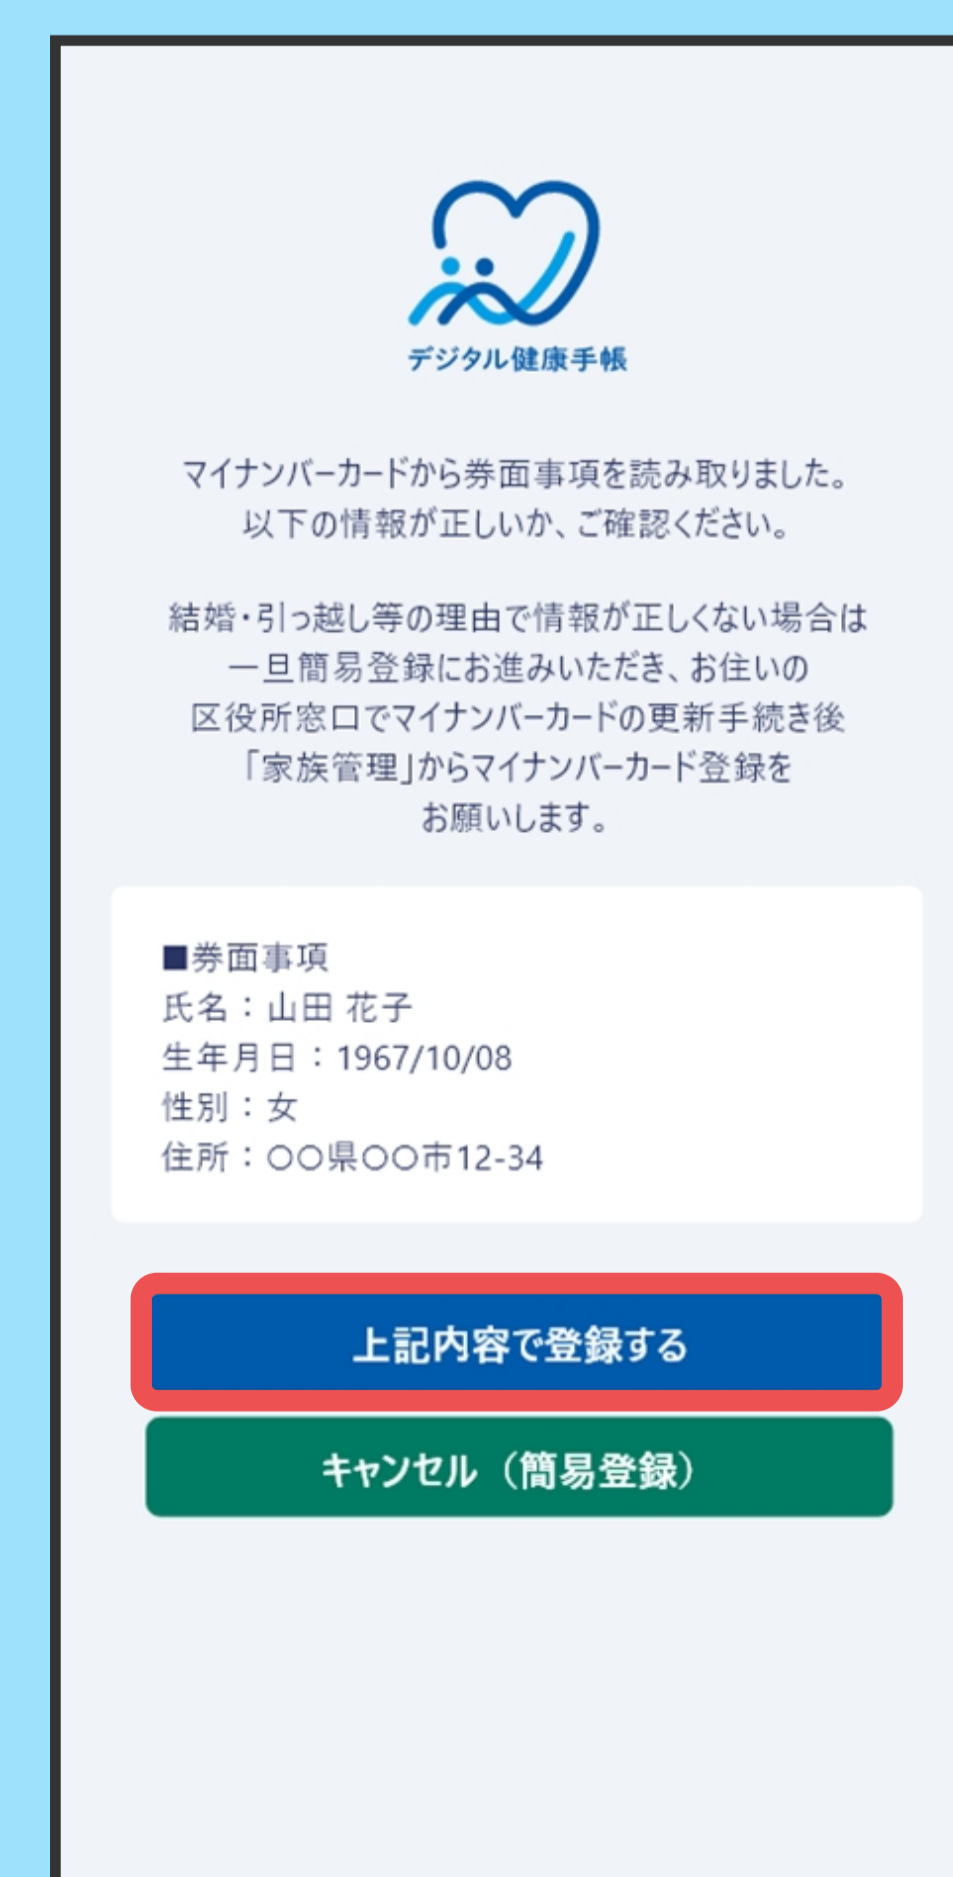 デジタル健康手帳
マイナンバーカードから券面事項を読み取りました。
以下の情報が正しいか、ご確認ください。
結婚・引っ越し等の理由で情報が正しくない場合は
一旦簡易登録にお進みいただき、お住いの
区役所窓口でマイナンバーカードの更新手続き後
「家族管理」からマイナンバーカード登録を
お願いします。
■券面事項
氏名：山田 花子
生年月日：1967/10/08
性別：女
住所：〇〇県〇〇市12-34
上記内容で登録する
キャンセル（簡易登録）